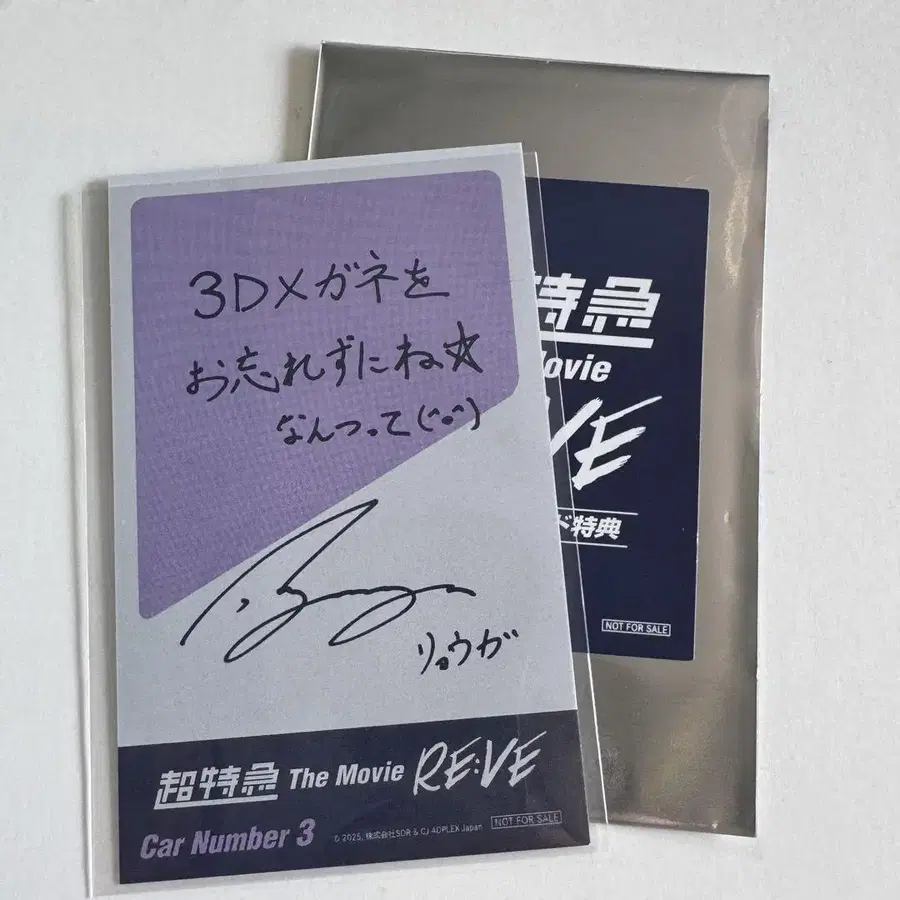 3Dメガネを
お忘れずにね☆
なんつって(^o^)
リョウガ
超特急 The Movie RE:VE
Car Number 3
© 2025, 株式会社SDR & CJ 4DPLEX Japan
NOT FOR SALE
特急
Movie
VE
ド特典
NOT FOR SALE